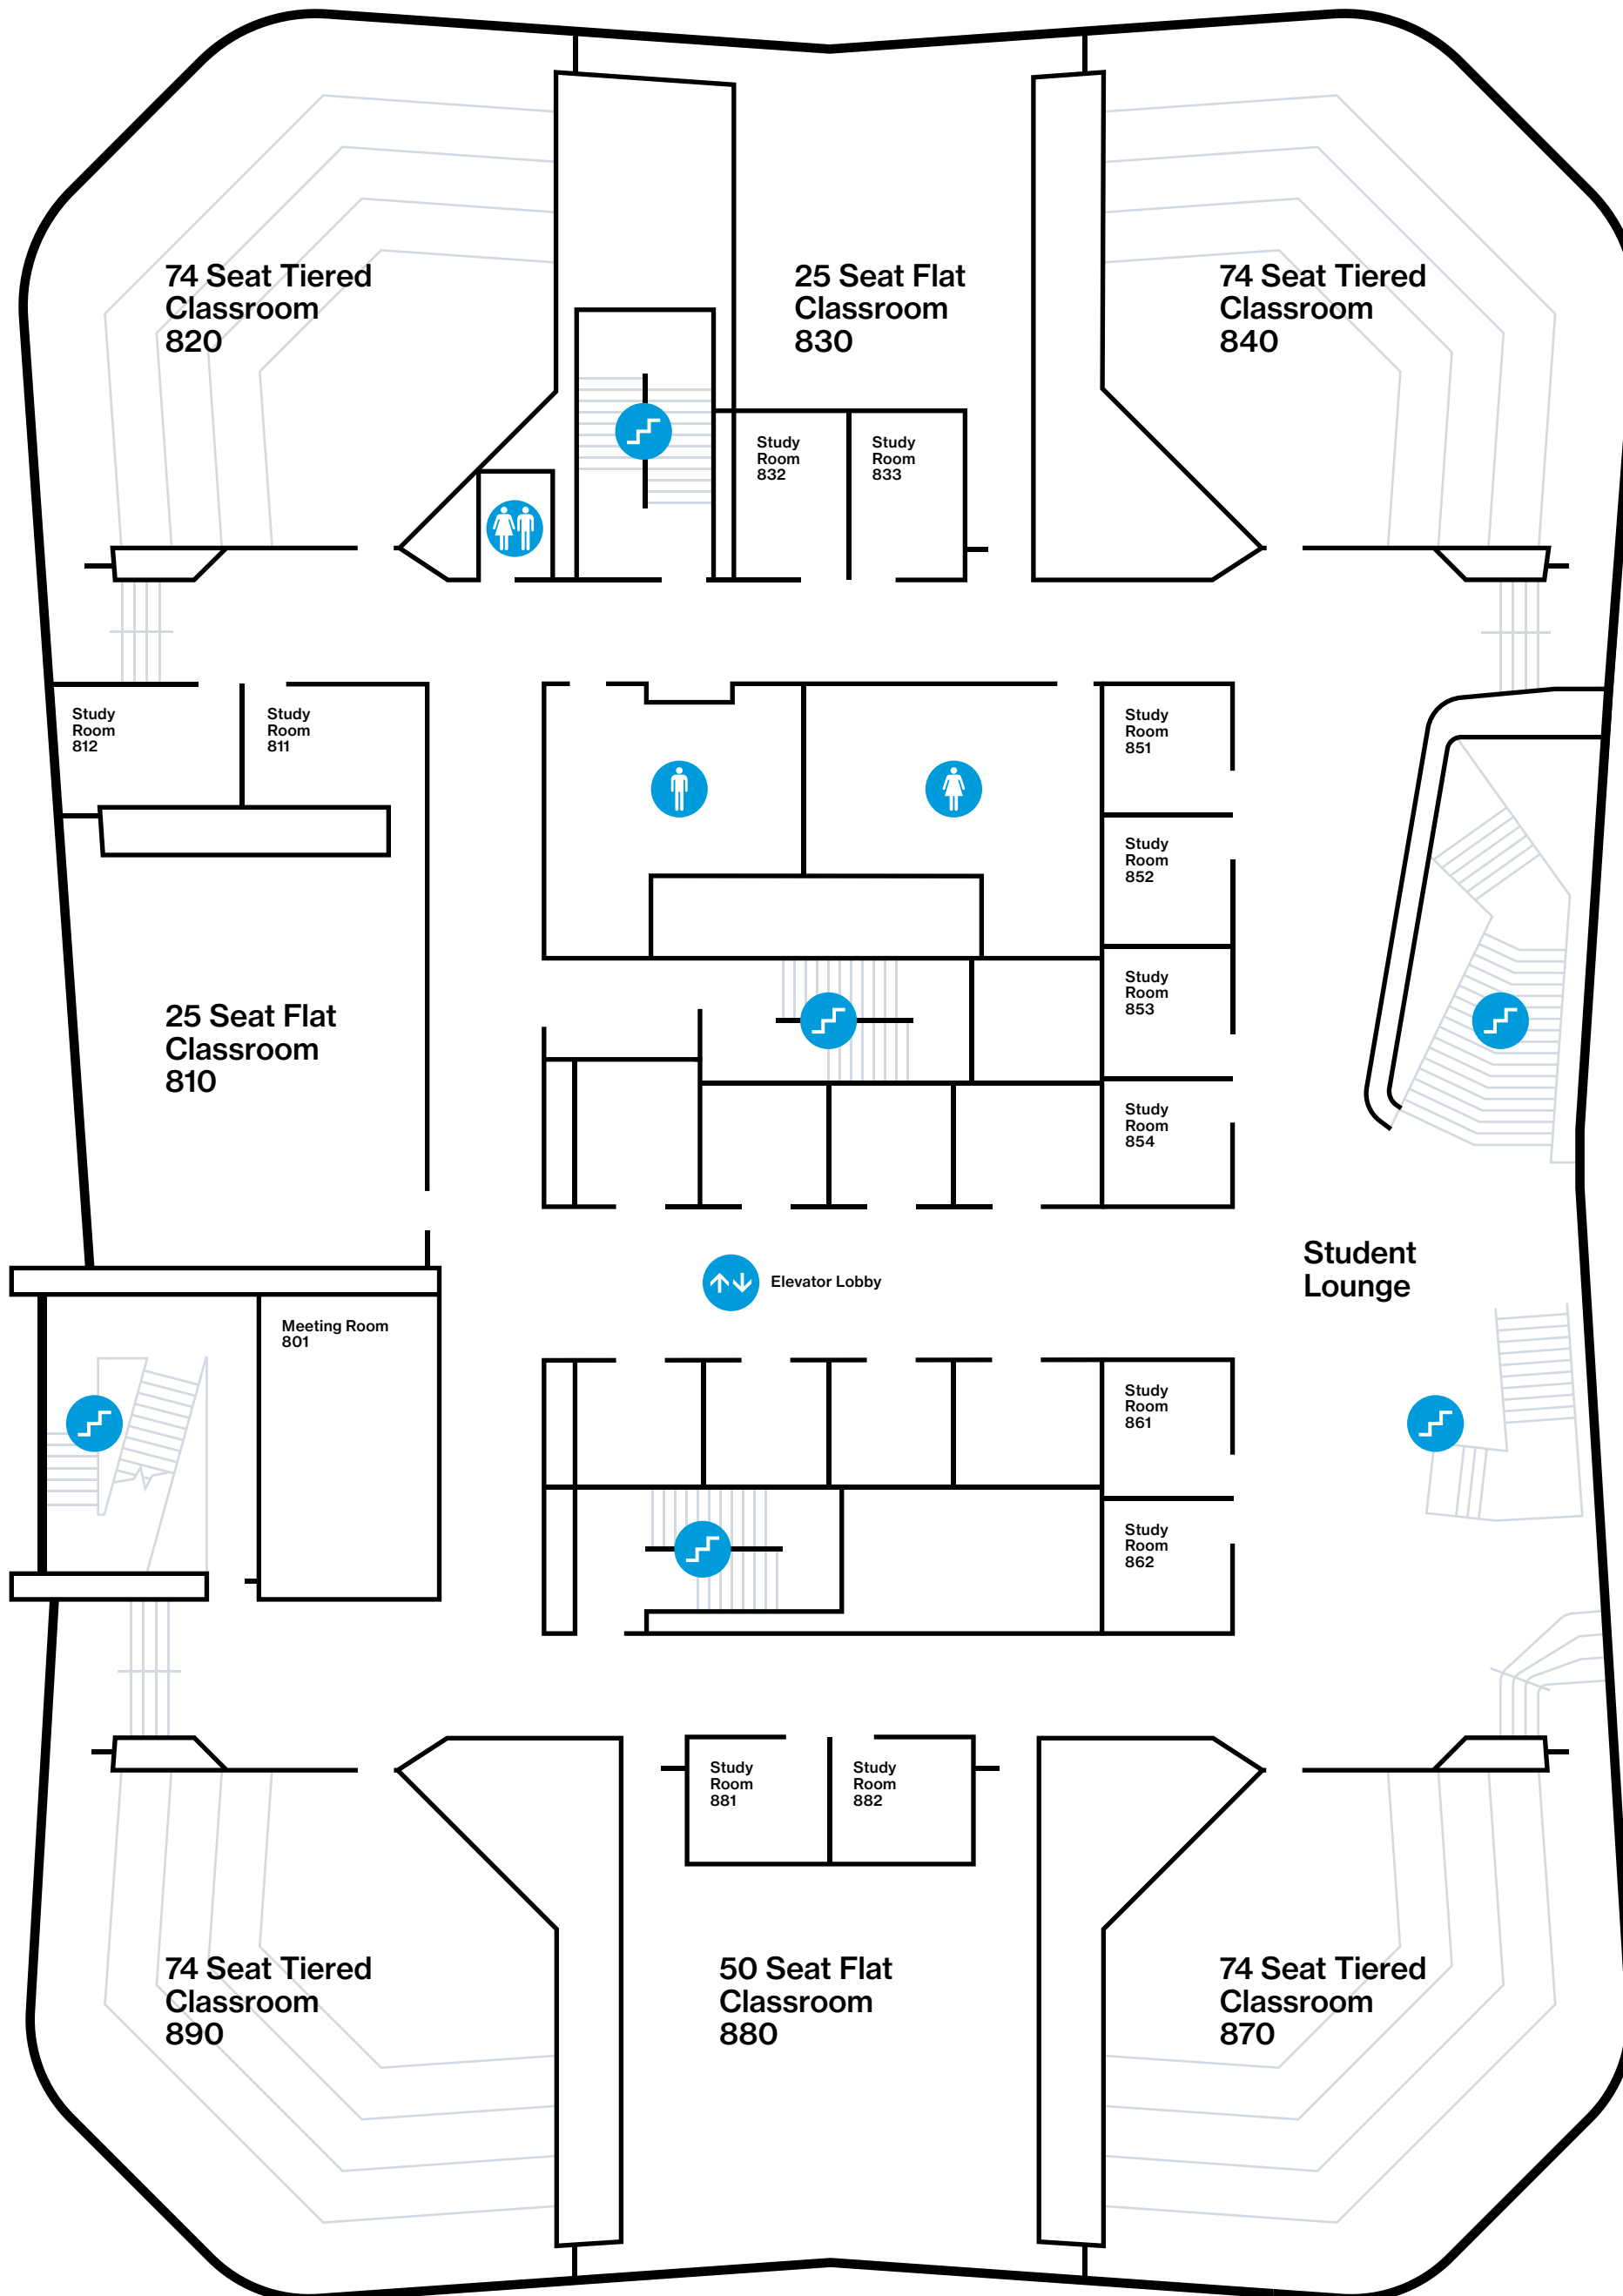 74 Seat Tiered
Classroom
820
25 Seat Flat
Classroom
830
74 Seat Tiered
Classroom
840
Study
Room
832
Study
Room
833
Study
Room
812
Study
Room
811
Study
Room
851
Study
Room
852
Study
Room
853
Study
Room
854
25 Seat Flat
Classroom
810
Elevator Lobby
Student
Lounge
Meeting Room
801
Study
Room
861
Study
Room
862
Study
Room
881
Study
Room
882
74 Seat Tiered
Classroom
890
50 Seat Flat
Classroom
880
74 Seat Tiered
Classroom
870